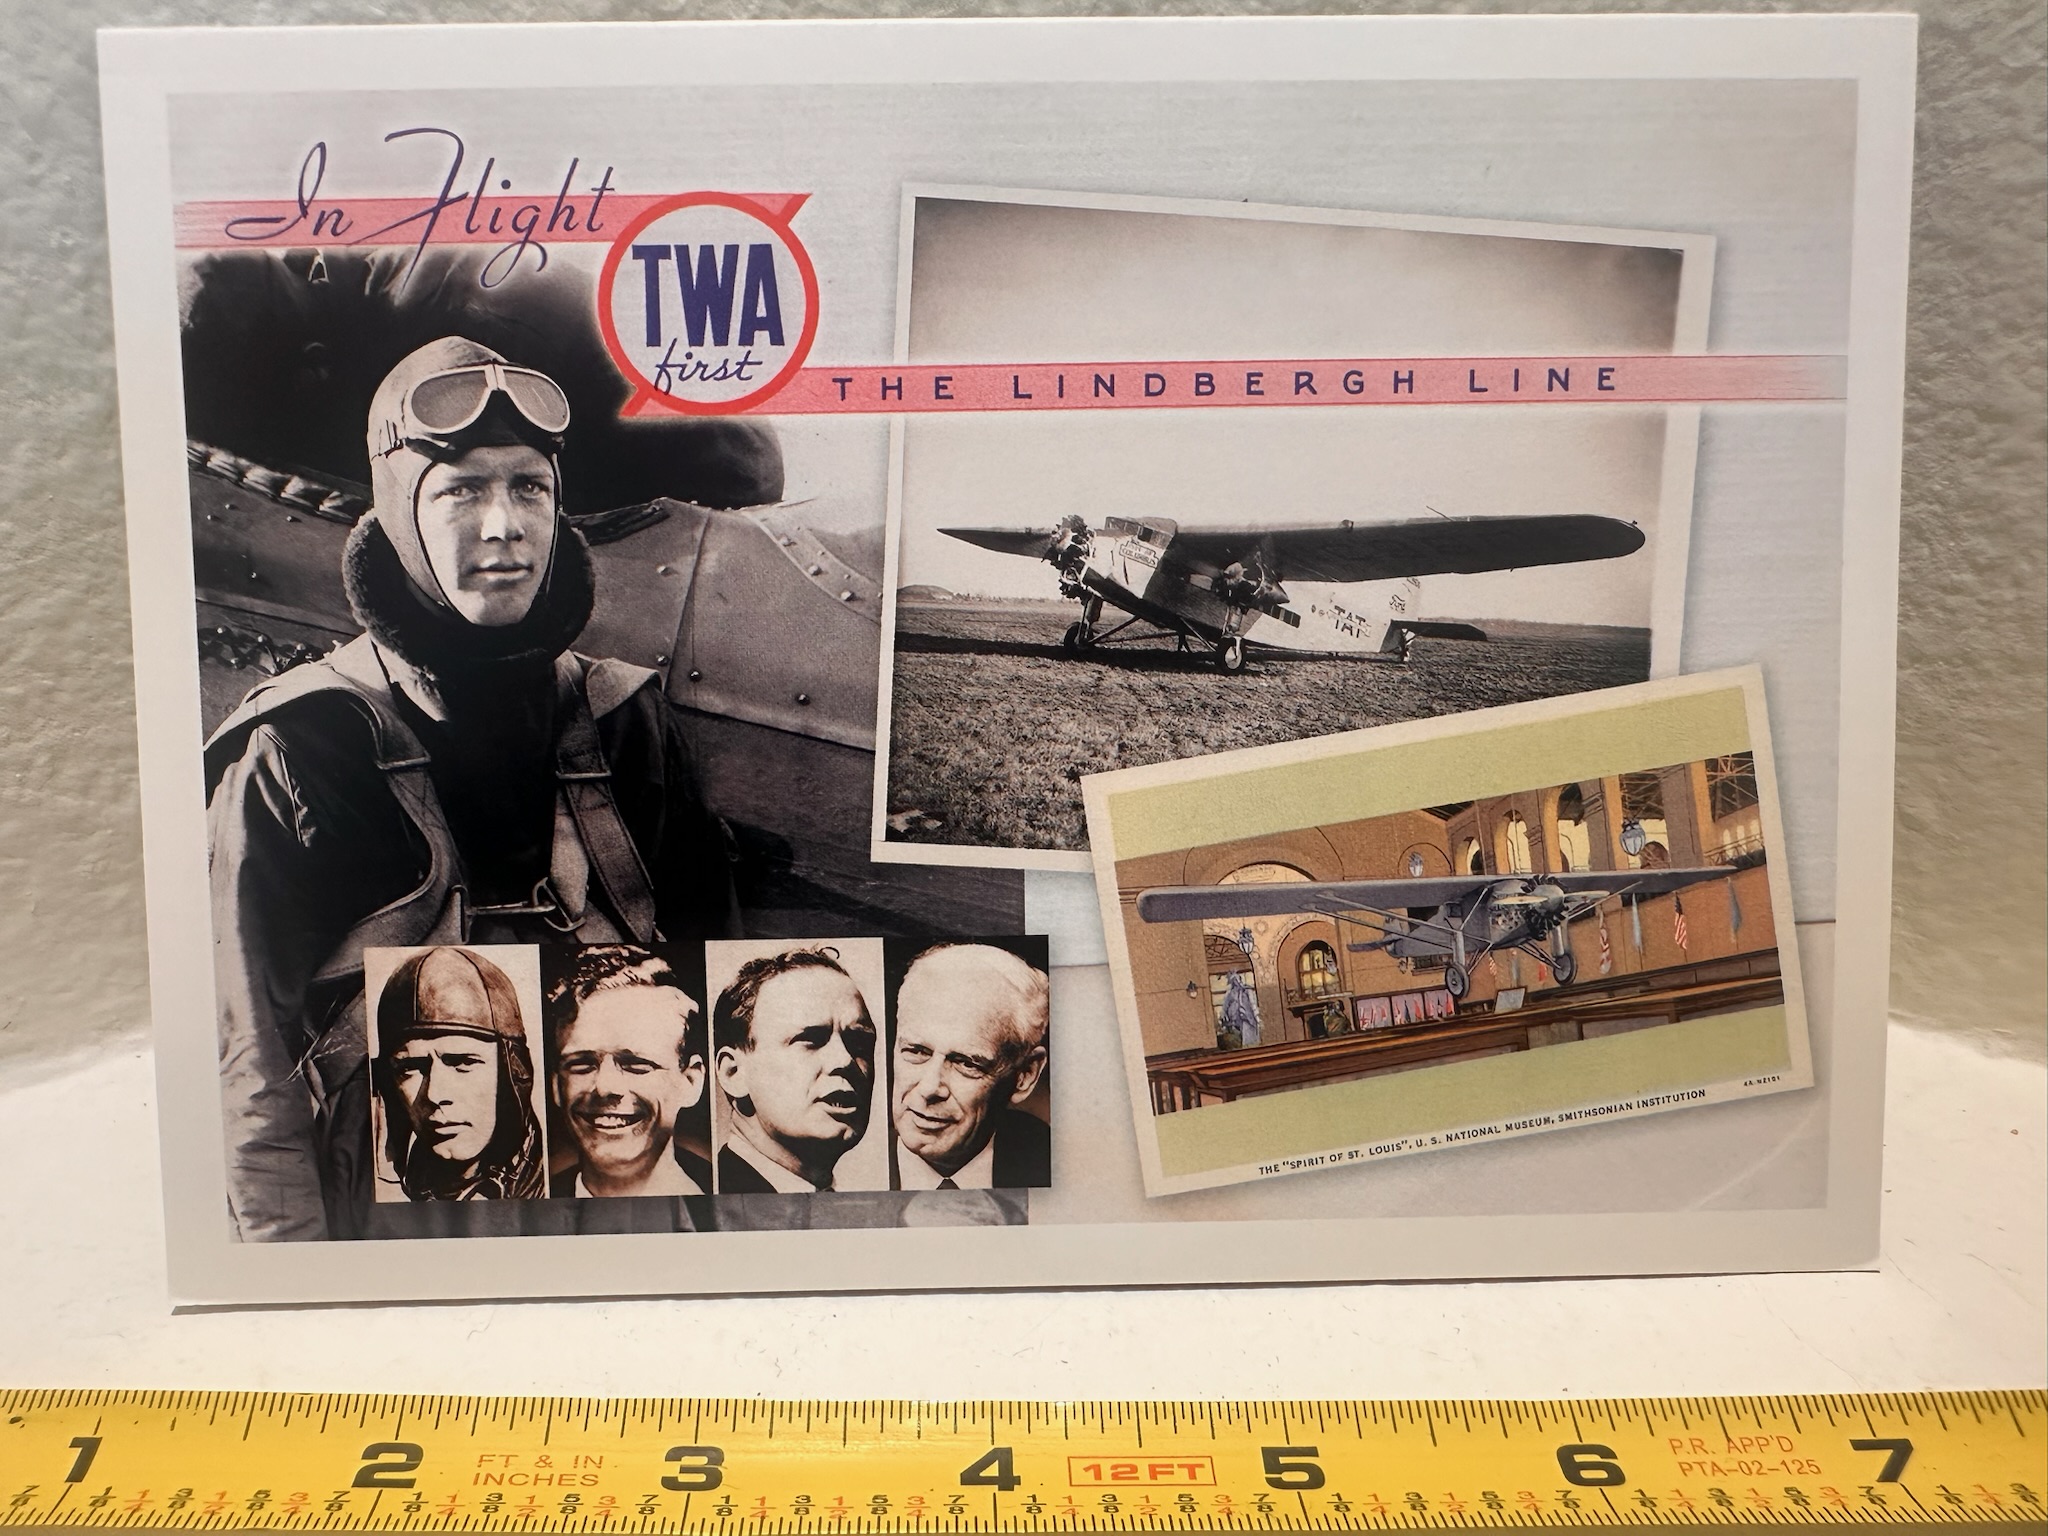 In Flight
TWA
first
THE LINDBERGH LINE
TAT
THE "SPIRIT OF ST. LOUIS", U. S. NATIONAL MUSEUM, SMITHSONIAN INSTITUTION
1 2 3 4 5 6 7
FT & IN
INCHES
12FT
P.R. APP'D
PTA-02-125